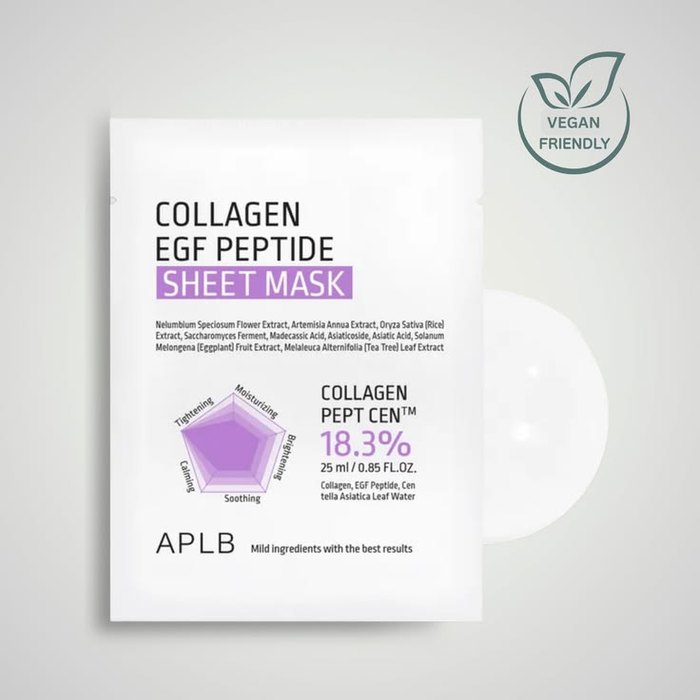 VEGAN
FRIENDLY
COLLAGEN
EGF PEPTIDE
SHEET MASK
Nelumbium Speciosum Flower Extract, Artemisia Annua Extract, Oryza Sativa (Rice)
Extract, Saccharomyces Ferment, Madecassic Acid, Asiaticoside, Asiatic Acid, Solanum
Melongena (Eggplant) Fruit Extract, Melaleuca Alternifolia (Tea Tree) Leaf Extract
Tightening
Moisturizing
Brightening
Soothing
Calming
COLLAGEN
PEPT CEN™
18.3%
25 ml / 0.85 FL.OZ.
Collagen, EGF Peptide, Cen
tella Asiatica Leaf Water
APLB
Mild ingredients with the best results